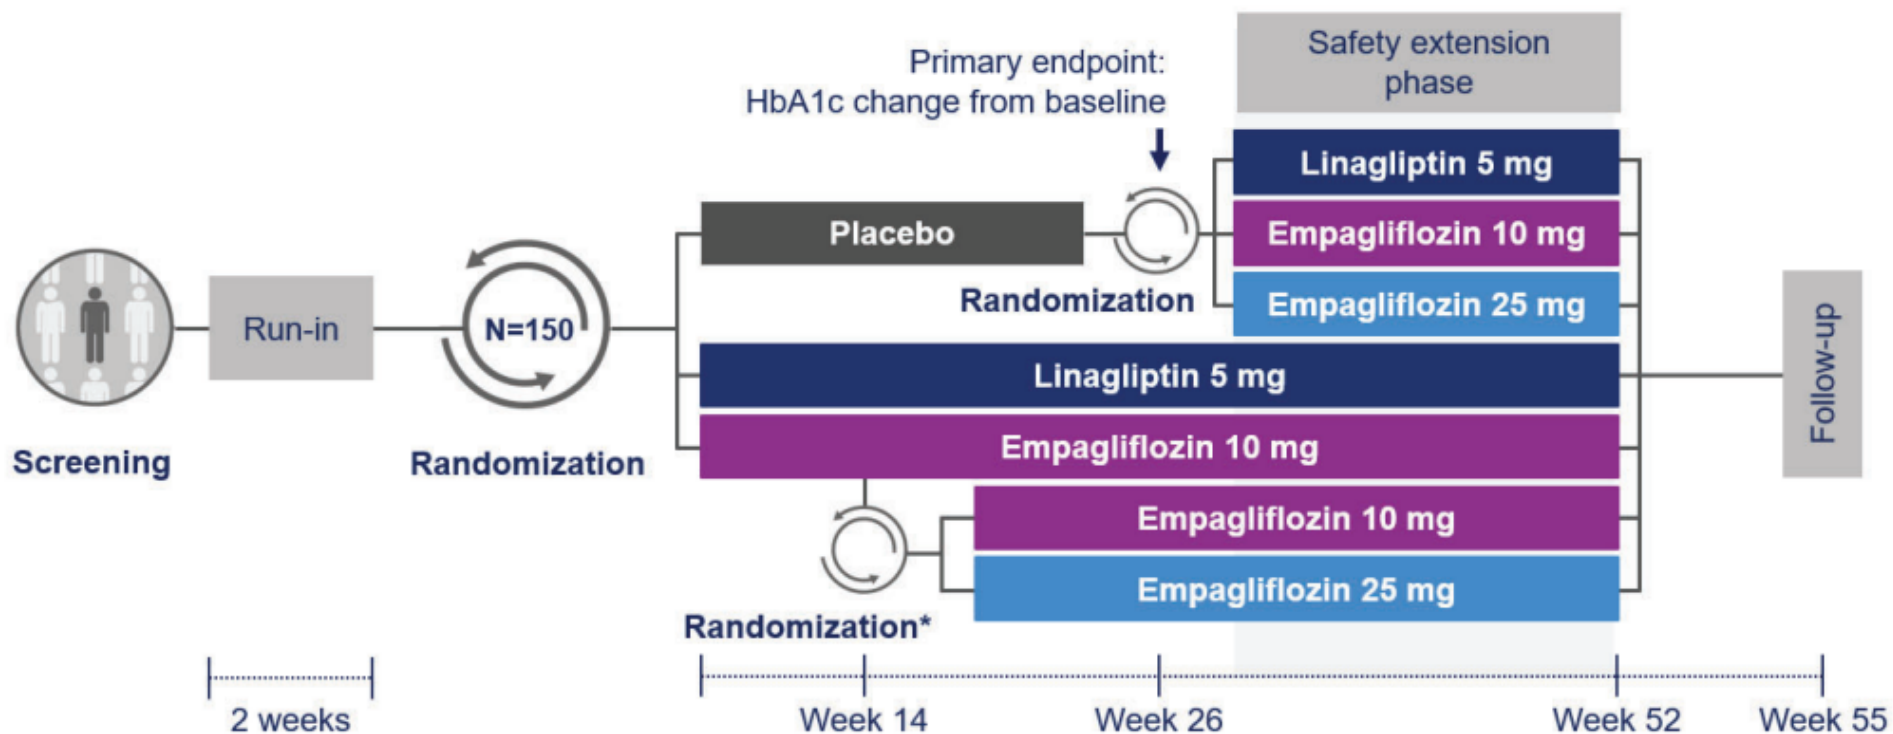 Safety extension
phase
Primary endpoint:
HbA1c change from baseline
Linagliptin 5 mg
Placebo
Empagliflozin 10 mg
Randomization
Empagliflozin 25 mg
Run-in
N=150
Linagliptin 5 mg
Follow-up
Empagliflozin 10 mg
Screening
Randomization
Empagliflozin 10 mg
Empagliflozin 25 mg
Randomization*
2 weeks
Week 14
Week 26
Week 52
Week 55